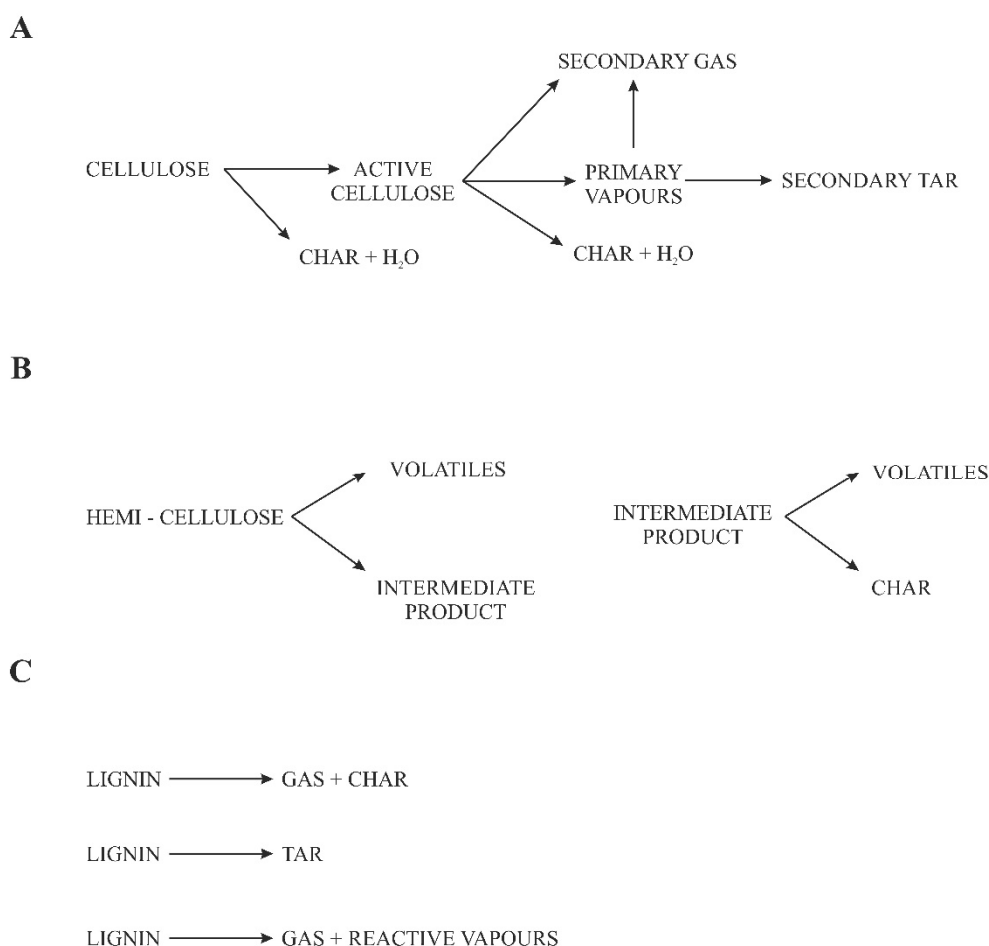 A
SECONDARY GAS
CELLULOSE
ACTIVE
CELLULOSE
PRIMARY
VAPOURS
SECONDARY TAR
CHAR + H₂O
CHAR + H₂O
B
VOLATILES
HEMI - CELLULOSE
INTERMEDIATE
PRODUCT
VOLATILES
INTERMEDIATE
PRODUCT
CHAR
C
LIGNIN GAS + CHAR
LIGNIN TAR
LIGNIN GAS + REACTIVE VAPOURS